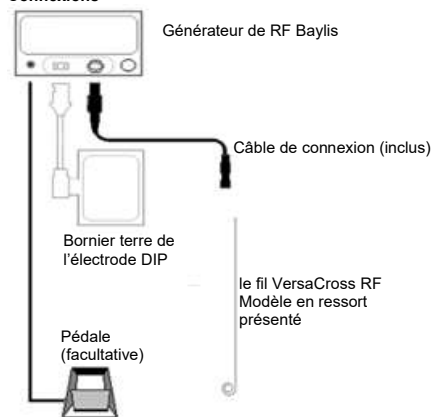 Connexions
Générateur de RF Baylis
Câble de connexion (inclus)
Bornier terre de
l'électrode DIP
le fil VersaCross RF
Modèle en ressort
présenté
Pédale
(facultative)